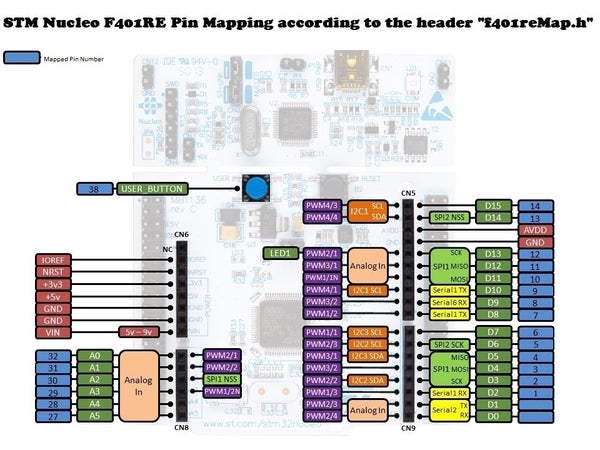 STM Nucleo F401RE Pin Mapping according to the header "f401reMap.h"
Mapped Pin Number
38 USER_BUTTON
CN5
PWM4/3 I2C1 SCL D15 14
PWM4/4 SDA SPI2 NSS D14 13
AVDD
GND
LED1 PWM2/1 Analog In SCK D13 12
PWM3/1 SPI1 MISO D12 11
PWM1/1N MOSI D11 10
PWM4/1 I2C1 SCL Serial1 TX D10 9
PWM3/2 Serial6 RX D9 8
PWM1/2 Serial1 TX D8 7
CN6
NC
IOREF
NRST
+3v3
+5v
GND
GND
VIN 5v - 9v
32 A0 Analog In PWM2/1
31 A1 PWM2/2
30 A2 SPI1 NSS
29 A3 PWM1/2N
28 A4
27 A5
CN8
PWM1/1 I2C3 SCL D7 6
PWM2/3 I2C2 SCL SPI2 SCK D6 5
PWM3/1 I2C3 SCL MISO D5 4
PWM3/2 SPI1 MOSI D4 3
PWM2/2 I2C2 SDA SCK D3 2
PWM1/3 Serial1 RX D2 1
PWM2/3 Analog In Serial2 TX D1
PWM2/4 RX D0
CN9
MB1136
rev C
Nucleo
www.st.com/stm32nucleo